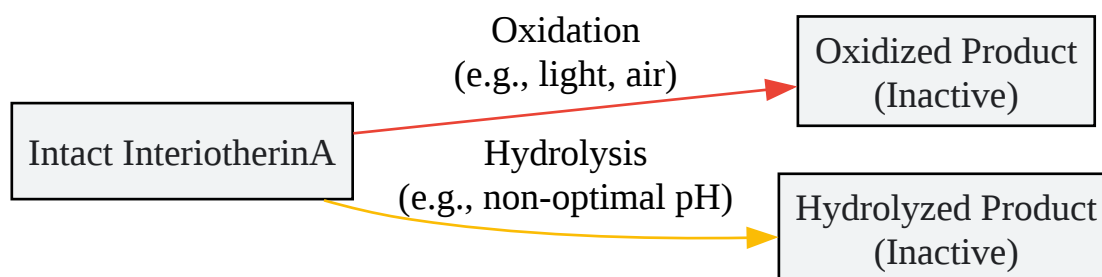 Oxidation
(e.g., light, air)
Oxidized Product
(Inactive)
Intact InteriotherinA
Hydrolysis
(e.g., non-optimal pH)
Hydrolyzed Product
(Inactive)